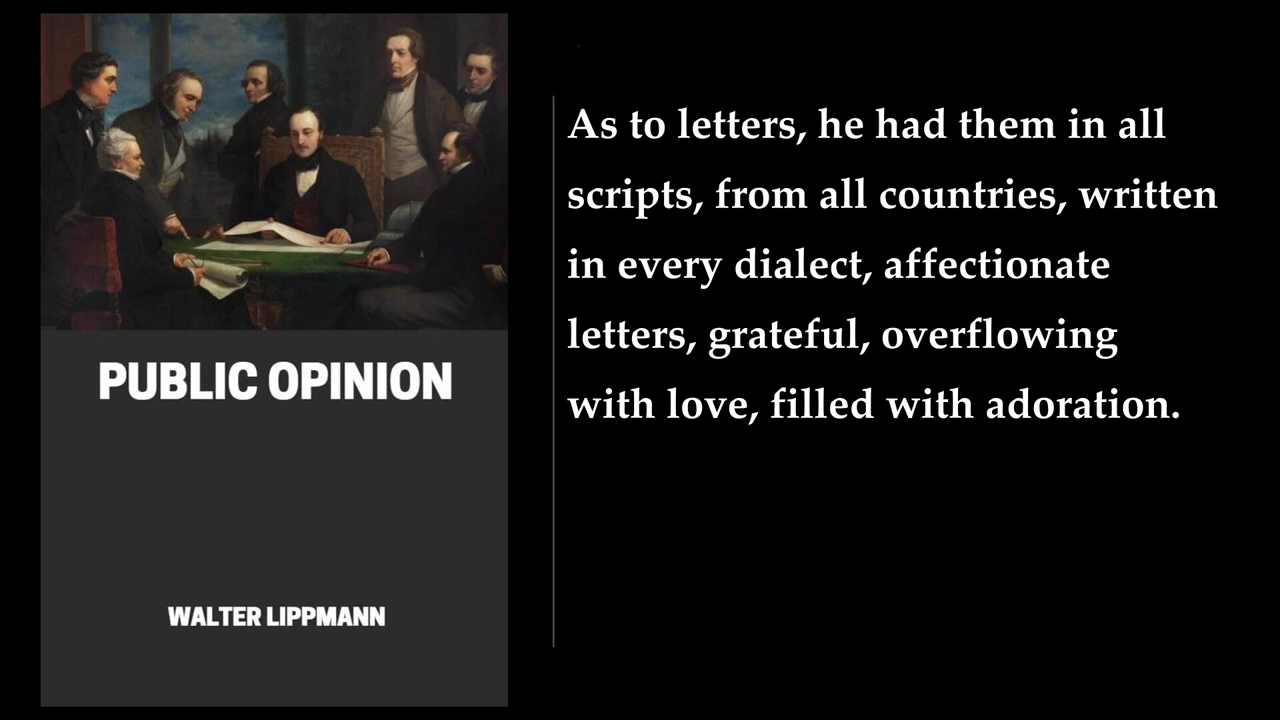 PUBLIC OPINION
WALTER LIPPMANN
As to letters, he had them in all
scripts, from all countries, written
in every dialect, affectionate
letters, grateful, overflowing
with love, filled with adoration.